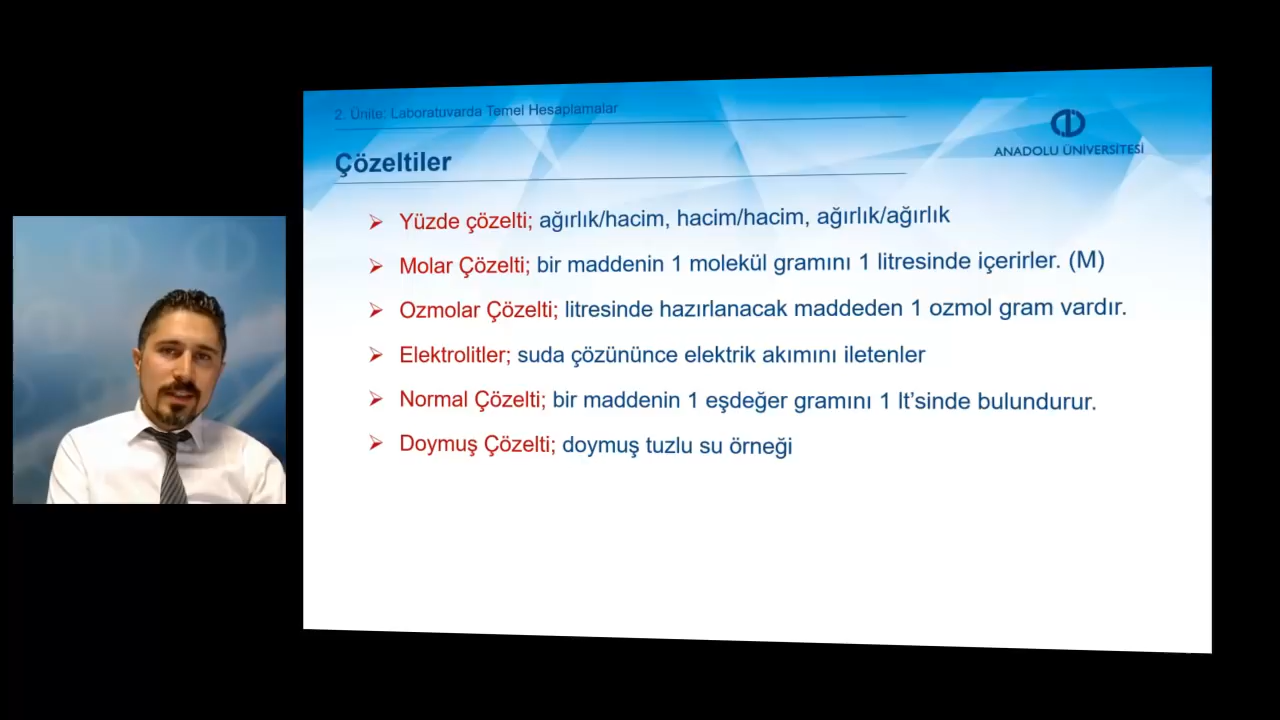 2. Ünite: Laboratuvarda Temel Hesaplamalar
ANADOLU ÜNİVERSİTESİ
Çözeltiler
Yüzde çözelti; ağırlık/hacim, hacim/hacim, ağırlık/ağırlık
Molar Çözelti; bir maddenin 1 molekül gramını 1 litresinde içerirler. (M)
Ozmolar Çözelti; litresinde hazırlanacak maddeden 1 ozmol gram vardır.
Elektrolitler; suda çözününce elektrik akımını iletenler
Normal Çözelti; bir maddenin 1 eşdeğer gramını 1 lt’sinde bulundurur.
Doymuş Çözelti; doymuş tuzlu su örneği